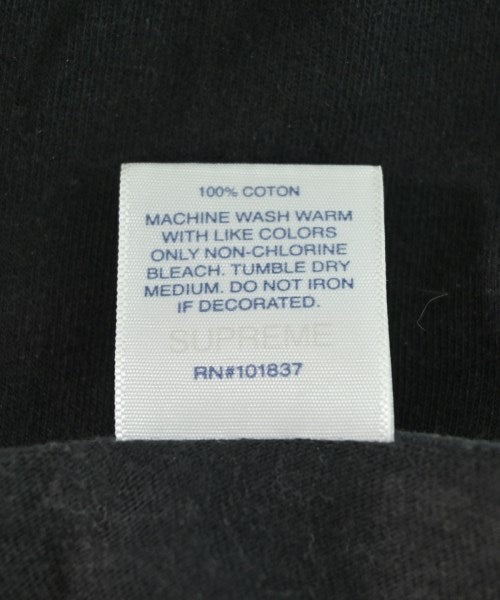 100% COTON
MACHINE WASH WARM
WITH LIKE COLORS
ONLY NON-CHLORINE
BLEACH. TUMBLE DRY
MEDIUM. DO NOT IRON
IF DECORATED.
SUPREME
RN#101837